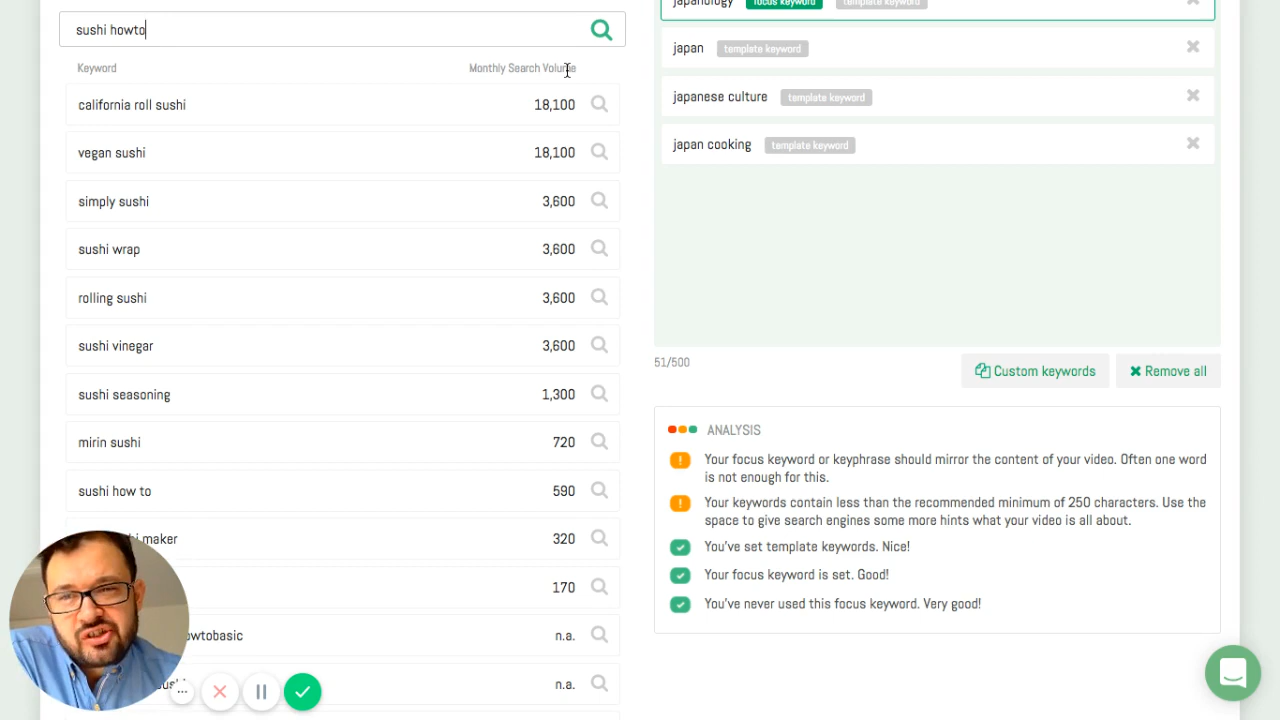 sushi howto
Keyword Monthly Search Volume
california roll sushi 18,100
vegan sushi 18,100
simply sushi 3,600
sushi wrap 3,600
rolling sushi 3,600
sushi vinegar 3,600
sushi seasoning 1,300
mirin sushi 720
sushi how to 590
maker 320
170
wtobasic n.a.
n.a.
japanology focus keyword template keyword
japan template keyword
japanese culture template keyword
japan cooking template keyword
51/500
Custom keywords
Remove all
ANALYSIS
Your focus keyword or keyphrase should mirror the content of your video. Often one word
is not enough for this.
Your keywords contain less than the recommended minimum of 250 characters. Use the
space to give search engines some more hints what your video is all about.
You've set template keywords. Nice!
Your focus keyword is set. Good!
You've never used this focus keyword. Very good!